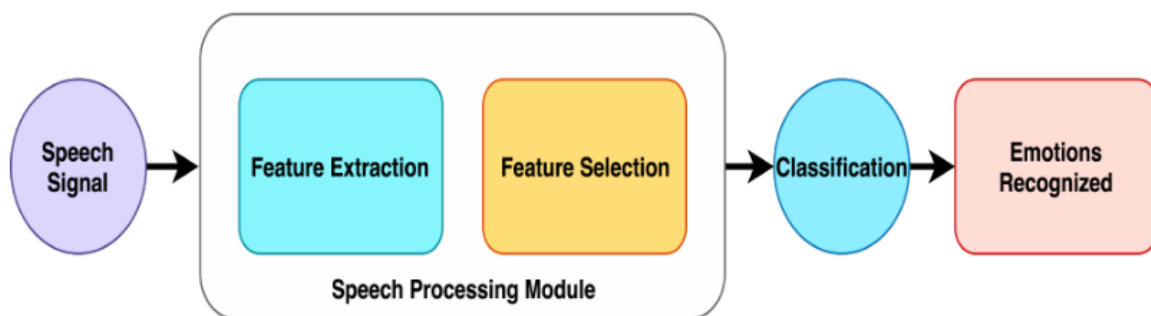 Speech
Signal
Feature Extraction
Feature Selection
Speech Processing Module
Classification
Emotions
Recognized